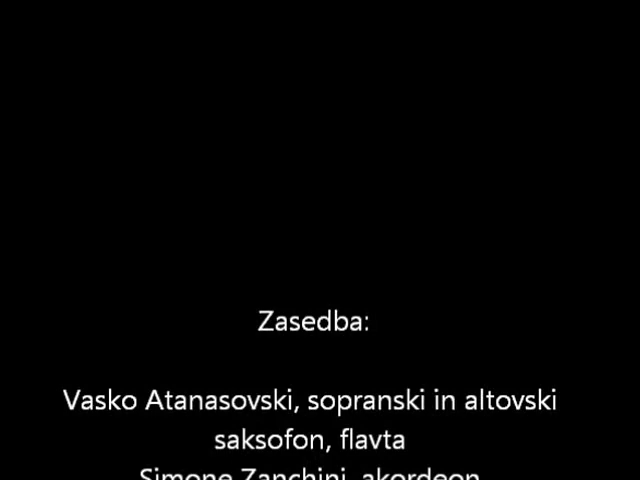 Zasedba:
Vasko Atanasovski, sopranski in altovski
saksofon, flavta
Simone Zanchini, akordeon